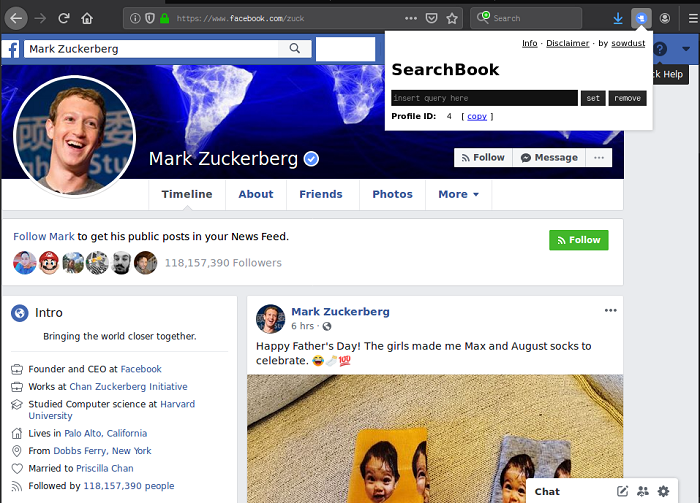 https://www.facebook.com/zuck
Search
Info · Disclaimer · by sowdust
SearchBook
insert query here
set
remove
Profile ID: 4 [ copy ]
f
Mark Zuckerberg
?
ck Help
Mark Zuckerberg
Follow
Message
Timeline
About
Friends
Photos
More
Follow Mark to get his public posts in your News Feed.
Follow
118,157,390 Followers
Intro
Bringing the world closer together.
Founder and CEO at Facebook
Works at Chan Zuckerberg Initiative
Studied Computer science at Harvard
University
Lives in Palo Alto, California
From Dobbs Ferry, New York
Married to Priscilla Chan
Followed by 118,157,390 people
Mark Zuckerberg
6 hrs ·
Happy Father's Day! The girls made me Max and August socks to
celebrate. 😂🧦💯
Chat